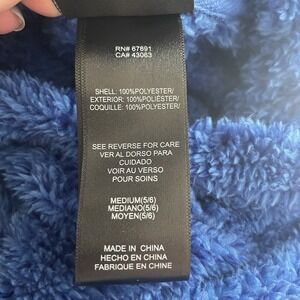 RN# 67891
CA# 43063
SHELL: 100%POLYESTER/
EXTERIOR: 100%POLIÉSTER/
COQUILLE: 100%POLYESTER/
SEE REVERSE FOR CARE
VER AL DORSO PARA
CUIDADO
VOIR AU VERSO
POUR SOINS
MEDIUM(5/6)
MEDIANO(5/6)
MOYEN(5/6)
MADE IN CHINA
HECHO EN CHINA
FABRIQUE EN CHINE